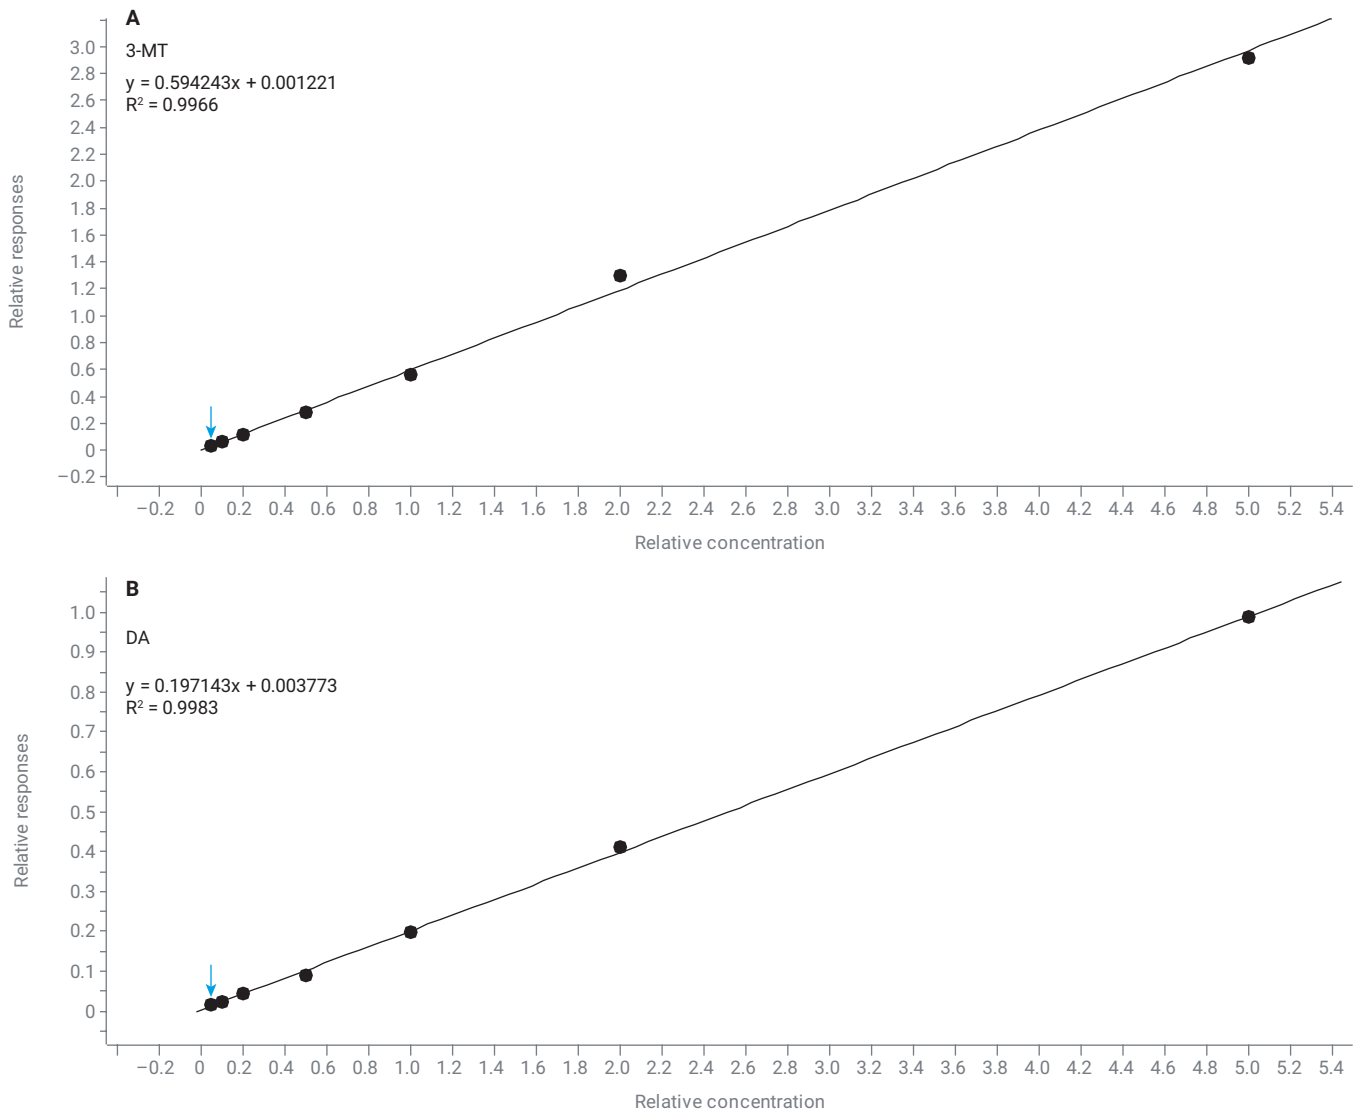 A
3-MT
y = 0.594243x + 0.001221
R² = 0.9966
Relative responses
3.0
2.8
2.6
2.4
2.2
2.0
1.8
1.6
1.4
1.2
1.0
0.8
0.6
0.4
0.2
0
−0.2
−0.2 0 0.2 0.4 0.6 0.8 1.0 1.2 1.4 1.6 1.8 2.0 2.2 2.4 2.6 2.8 3.0 3.2 3.4 3.6 3.8 4.0 4.2 4.4 4.6 4.8 5.0 5.2 5.4
Relative concentration
B
DA
y = 0.197143x + 0.003773
R² = 0.9983
Relative responses
1.0
0.9
0.8
0.7
0.6
0.5
0.4
0.3
0.2
0.1
0
−0.2 0 0.2 0.4 0.6 0.8 1.0 1.2 1.4 1.6 1.8 2.0 2.2 2.4 2.6 2.8 3.0 3.2 3.4 3.6 3.8 4.0 4.2 4.4 4.6 4.8 5.0 5.2 5.4
Relative concentration